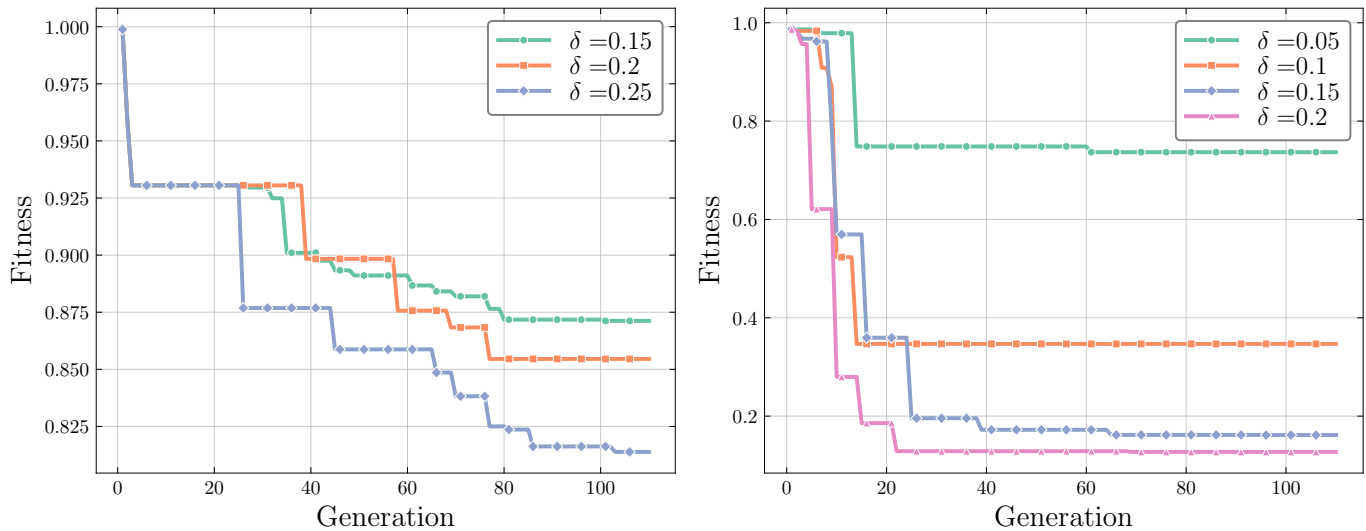 1.000
0.975
0.950
0.925
0.900
0.875
0.850
0.825
Fitness
0 20 40 60 80 100
Generation
δ =0.15
δ =0.2
δ =0.25
1.0
0.8
0.6
0.4
0.2
Fitness
0 20 40 60 80 100
Generation
δ =0.05
δ =0.1
δ =0.15
δ =0.2